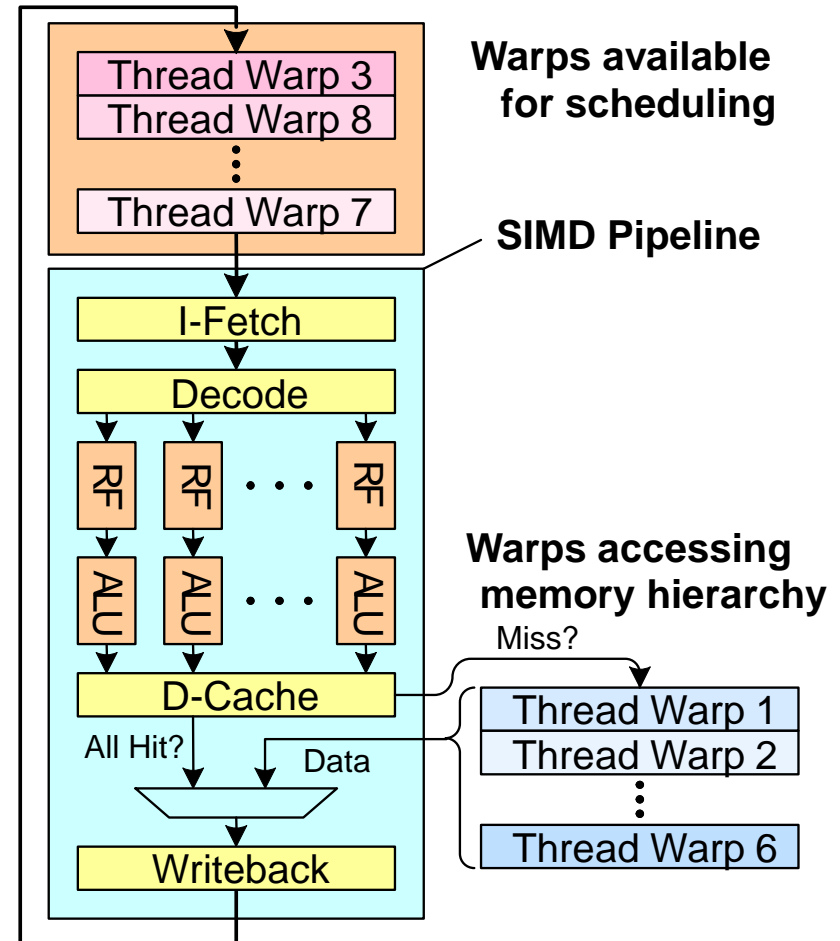 Warps available
for scheduling
Thread Warp 3
Thread Warp 8
Thread Warp 7
SIMD Pipeline
I-Fetch
Decode
RF
RF
RF
ALU
ALU
ALU
Warps accessing
memory hierarchy
Miss?
D-Cache
Thread Warp 1
All Hit?
Data
Thread Warp 2
Thread Warp 6
Writeback